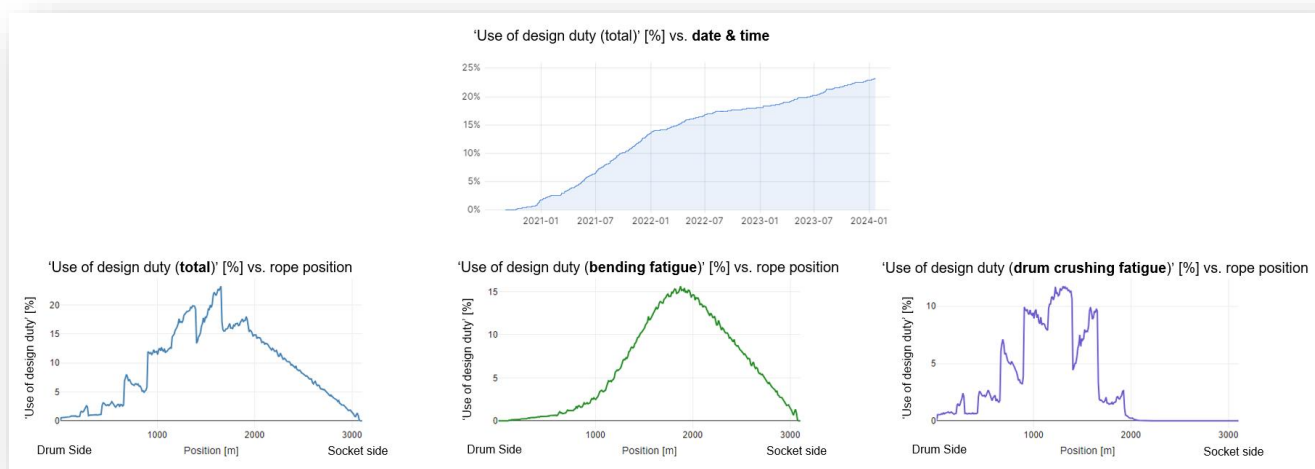 ‘Use of design duty (total)’ [%] vs. date & time
25%
20%
15%
10%
5%
0%
2021-01 2021-07 2022-01 2022-07 2023-01 2023-07 2024-01
‘Use of design duty (total)’ [%] vs. rope position
‘Use of design duty’ [%]
20
15
10
5
0
1000 2000 3000
Drum Side Position [m] Socket side
‘Use of design duty (bending fatigue)’ [%] vs. rope position
‘Use of design duty’ [%]
15
10
5
0
1000 2000 3000
Drum Side Position [m] Socket side
‘Use of design duty (drum crushing fatigue)’ [%] vs. rope position
‘Use of design duty’ [%]
10
5
0
1000 2000 3000
Drum Side Position [m] Socket side